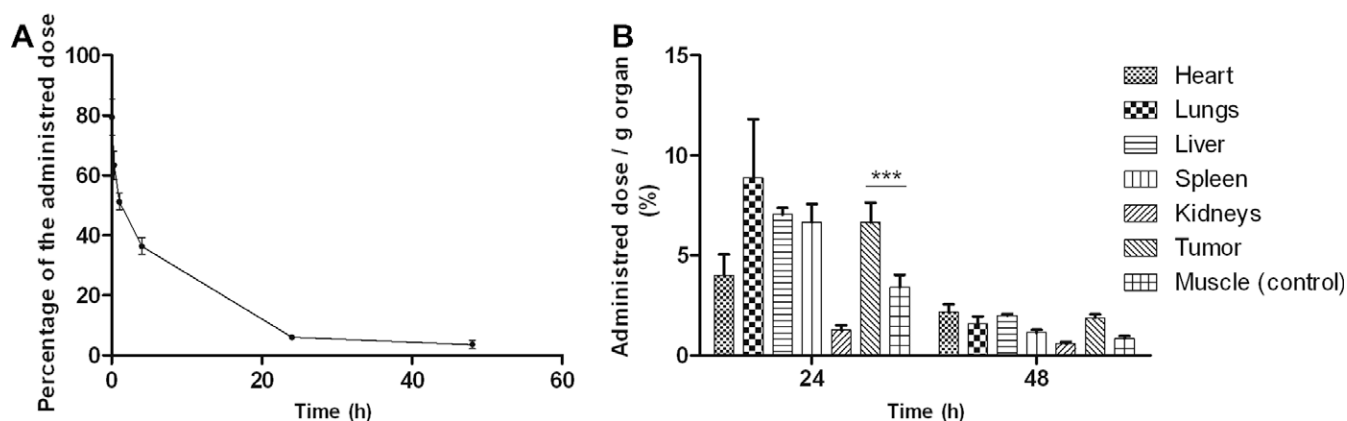 A
Percentage of the administred dose
100
80
60
40
20
0
0
20
40
60
Time (h)
B
Administred dose / g organ
(%)
15
10
5
0
***
24
48
Time (h)
Heart
Lungs
Liver
Spleen
Kidneys
Tumor
Muscle (control)